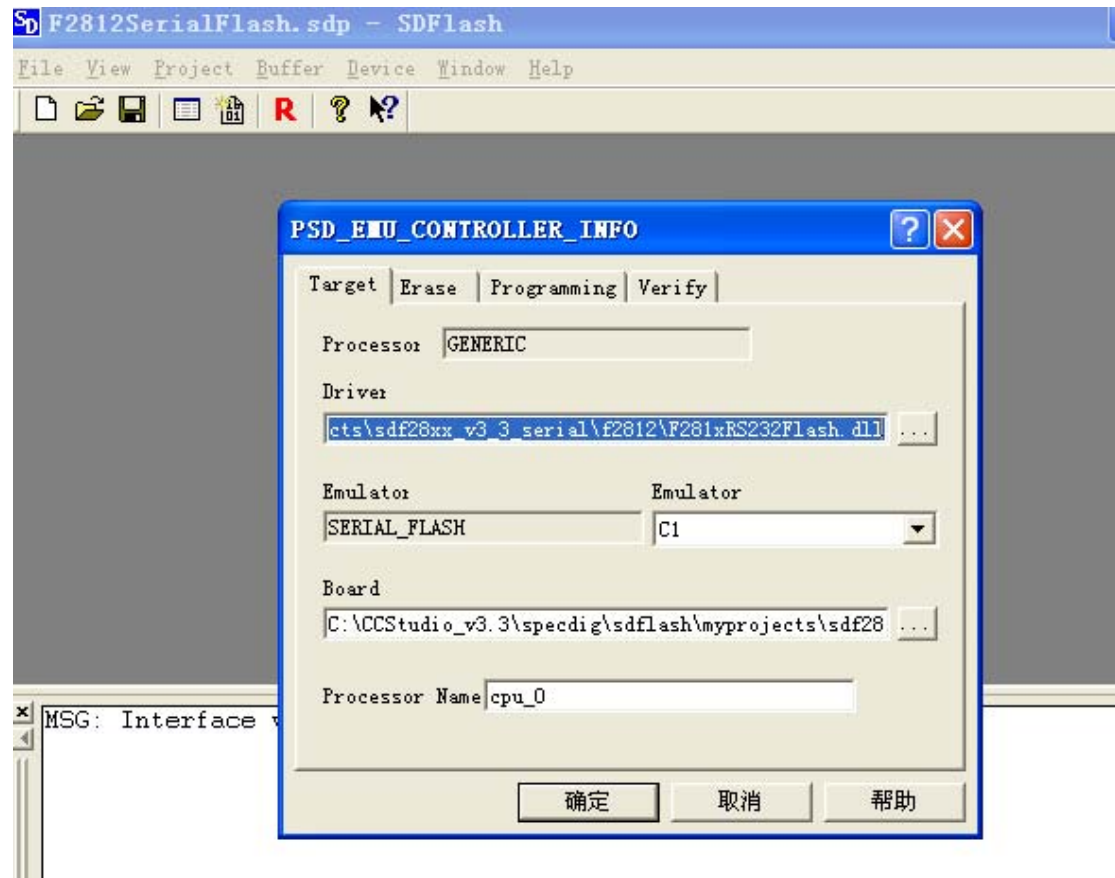 F2812SerialFlash.sdp - SDFlash
File View Project Buffer Device Window Help
R
PSD_EMU_CONTROLLER_INFO
Target Erase Programming Verify
Processor GENERIC
Driver
cts\sdf28xx_v3_3_serial\f2812\F281xRS232Flash.dll ...
Emulator Emulator
SERIAL_FLASH C1
Board
C:\CCStudio_v3.3\specdig\sdflash\myprojects\sdf28 ...
Processor Name cpu_0
MSG: Interface
确定 取消 帮助